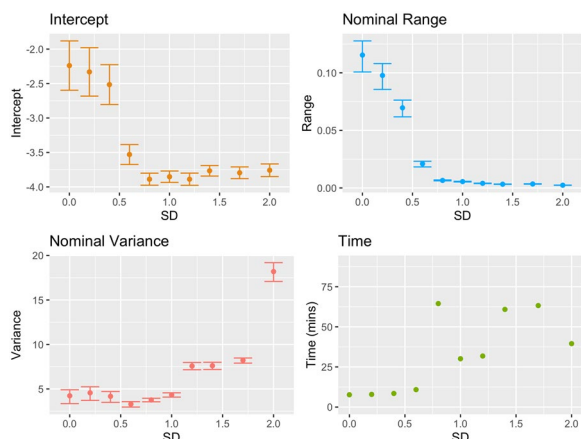 Intercept
Intercept
-2.0
-2.5
-3.0
-3.5
-4.0
0.0 0.5 1.0 1.5 2.0
SD
Nominal Range
Range
0.10
0.05
0.00
0.0 0.5 1.0 1.5 2.0
SD
Nominal Variance
Variance
20
15
10
5
0.0 0.5 1.0 1.5 2.0
SD
Time
Time (mins)
75
50
25
0
0.0 0.5 1.0 1.5 2.0
SD